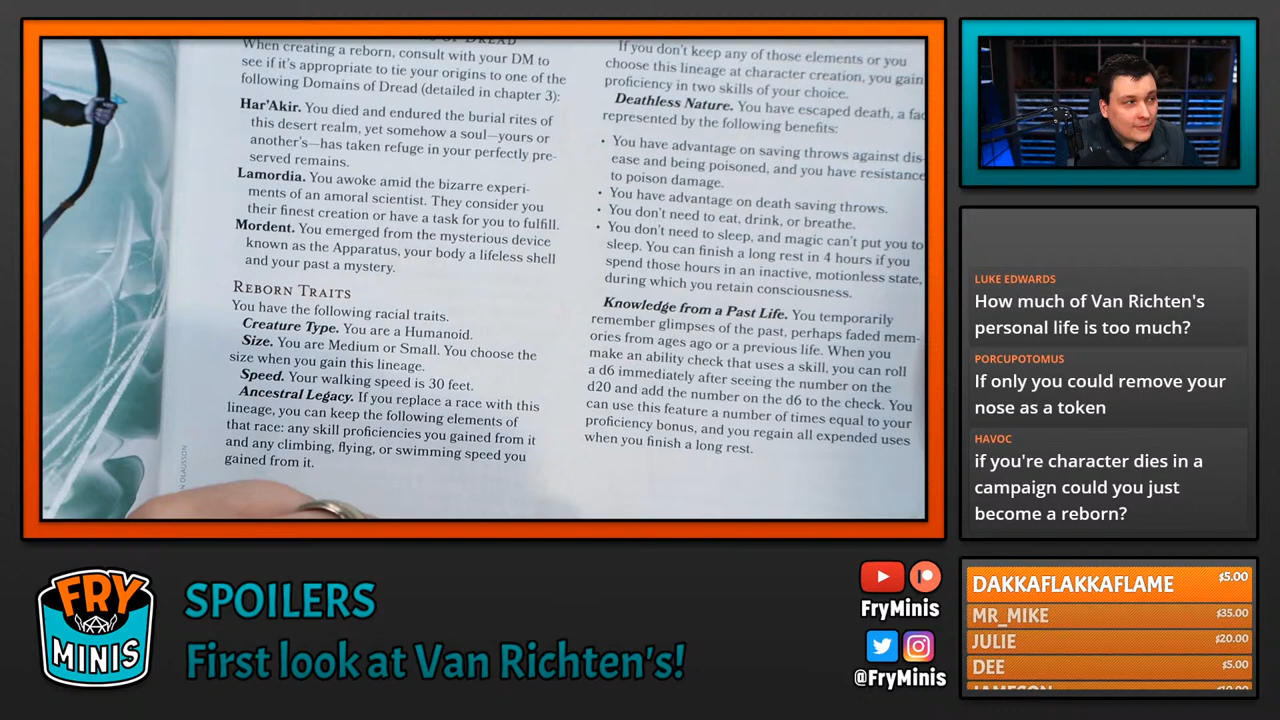 When creating a reborn, consult with your DM to
see if it's appropriate to tie your origins to one of the
following Domains of Dread (detailed in chapter 3):
Har'Akir. You died and endured the burial rites of
this desert realm, yet somehow a soul—yours or
another's—has taken refuge in your perfectly pre-
served remains.
Lamordia. You awoke amid the bizarre experi-
ments of an amoral scientist. They consider you
their finest creation or have a task for you to fulfill.
Mordent. You emerged from the mysterious device
known as the Apparatus, your body a lifeless shell
and your past a mystery.
REBORN TRAITS
You have the following racial traits.
Creature Type. You are a Humanoid.
Size. You are Medium or Small. You choose the
size when you gain this lineage.
Speed. Your walking speed is 30 feet.
Ancestral Legacy. If you replace a race with this
lineage, you can keep the following elements of
that race: any skill proficiencies you gained from it
and any climbing, flying, or swimming speed you
gained from it.
N OLAUSSON
If you don't keep any of those elements or you
choose this lineage at character creation, you gain
proficiency in two skills of your choice.
Deathless Nature. You have escaped death, a fac
represented by the following benefits:
• You have advantage on saving throws against dis-
ease and being poisoned, and you have resistance
to poison damage.
• You have advantage on death saving throws.
• You don't need to eat, drink, or breathe.
• You don't need to sleep, and magic can't put you to
sleep. You can finish a long rest in 4 hours if you
spend those hours in an inactive, motionless state,
during which you retain consciousness.
Knowledge from a Past Life. You temporarily
remember glimpses of the past, perhaps faded mem-
ories from ages ago or a previous life. When you
make an ability check that uses a skill, you can roll
a d6 immediately after seeing the number on the
d20 and add the number on the d6 to the check. You
can use this feature a number of times equal to your
proficiency bonus, and you regain all expended uses
when you finish a long rest.
LUKE EDWARDS
How much of Van Richten's
personal life is too much?
PORCUPOTOMUS
If only you could remove your
nose as a token
HAVOC
if you're character dies in a
campaign could you just
become a reborn?
FRY
MINIS
SPOILERS
First look at Van Richten's!
FryMinis
@FryMinis
DAKKAFLAKKAFLAME $5.00
MR_MIKE $35.00
JULIE $20.00
DEE $5.00